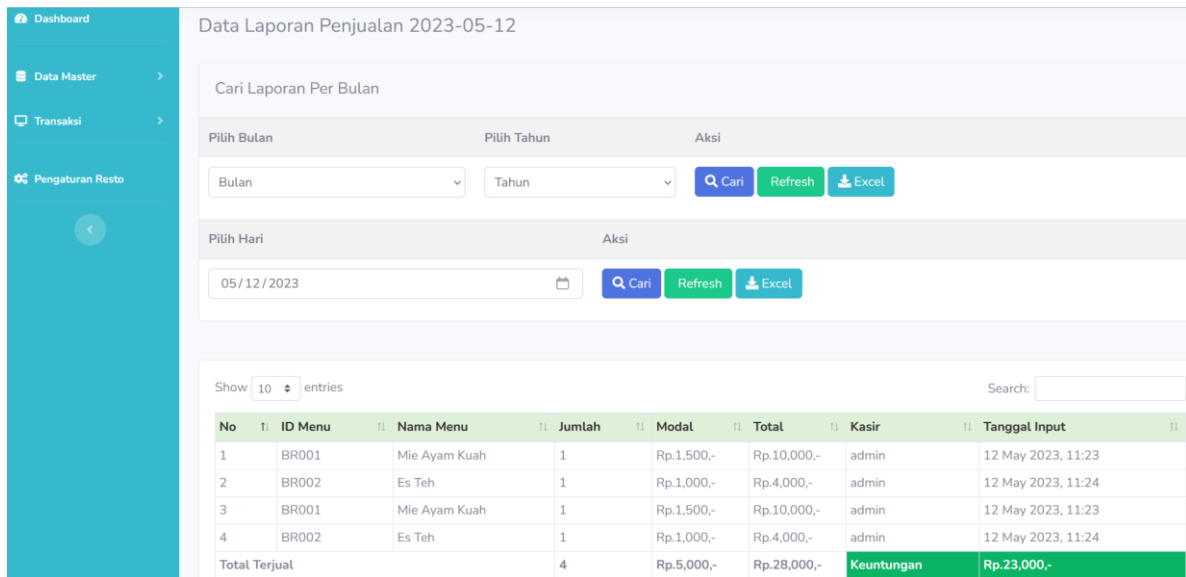 Dashboard
Data Master
Transaksi
Pengaturan Resto
Data Laporan Penjualan 2023-05-12
Cari Laporan Per Bulan
Pilih Bulan Pilih Tahun Aksi
Bulan Tahun Cari Refresh Excel
Pilih Hari Aksi
05/12/2023 Cari Refresh Excel
Show 10 entries Search:
No ID Menu Nama Menu Jumlah Modal Total Kasir Tanggal Input
1 BR001 Mie Ayam Kuah 1 Rp.1,500,- Rp.10,000,- admin 12 May 2023, 11:23
2 BR002 Es Teh 1 Rp.1,000,- Rp.4,000,- admin 12 May 2023, 11:24
3 BR001 Mie Ayam Kuah 1 Rp.1,500,- Rp.10,000,- admin 12 May 2023, 11:23
4 BR002 Es Teh 1 Rp.1,000,- Rp.4,000,- admin 12 May 2023, 11:24
Total Terjual 4 Rp.5,000,- Rp.28,000,- Keuntungan Rp.23,000,-